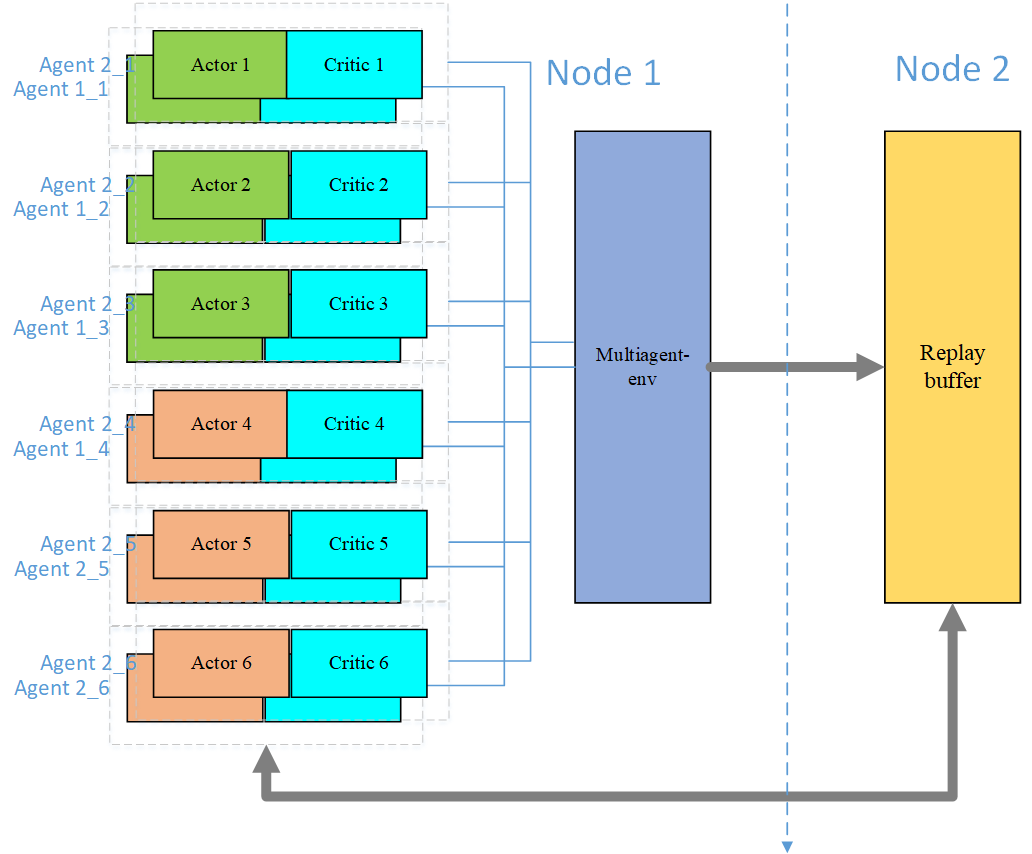 Node 1
Node 2
Agent 2_1
Agent 1_1
Actor 1
Critic 1
Agent 2_2
Agent 1_2
Actor 2
Critic 2
Agent 2_3
Agent 1_3
Actor 3
Critic 3
Agent 2_4
Agent 1_4
Actor 4
Critic 4
Agent 2_5
Agent 2_5
Actor 5
Critic 5
Agent 2_6
Agent 2_6
Actor 6
Critic 6
Multiagent-
env
Replay
buffer